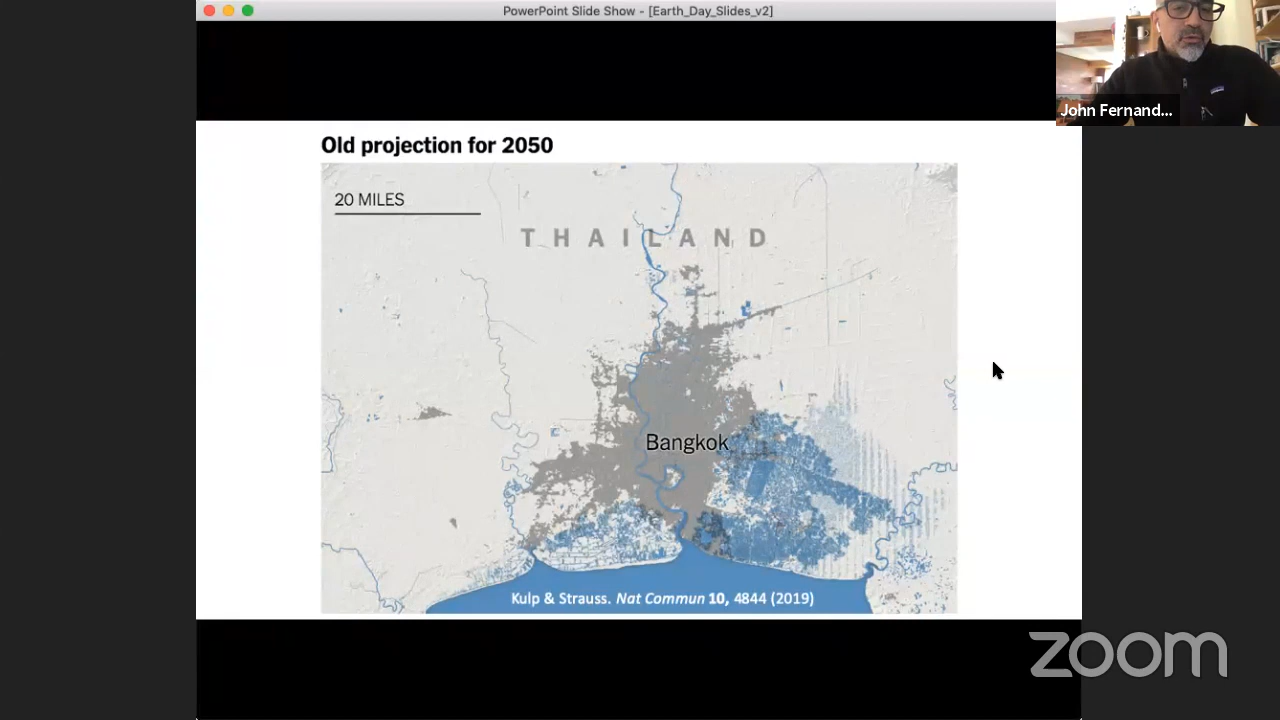 PowerPoint Slide Show - [Earth_Day_Slides_v2]
John Fernand...
Old projection for 2050
20 MILES
THAILAND
Bangkok
Kulp & Strauss. Nat Commun 10, 4844 (2019)
zoom